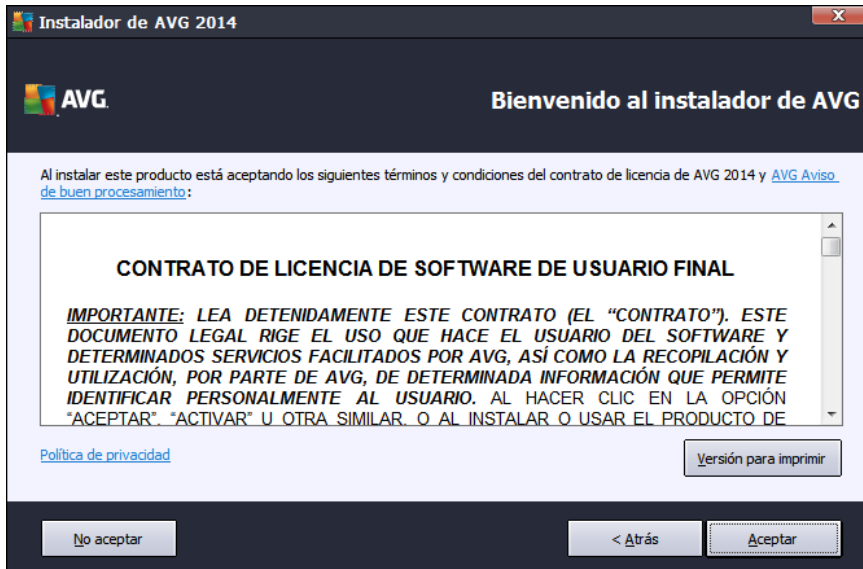 Instalador de AVG 2014
AVG.
Bienvenido al instalador de AVG
Al instalar este producto está aceptando los siguientes términos y condiciones del contrato de licencia de AVG 2014 y AVG Aviso
de buen procesamiento:
CONTRATO DE LICENCIA DE SOFTWARE DE USUARIO FINAL
IMPORTANTE: LEA DETENIDAMENTE ESTE CONTRATO (EL “CONTRATO”). ESTE
DOCUMENTO LEGAL RIGE EL USO QUE HACE EL USUARIO DEL SOFTWARE Y
DETERMINADOS SERVICIOS FACILITADOS POR AVG, ASÍ COMO LA RECOPILACIÓN Y
UTILIZACIÓN, POR PARTE DE AVG, DE DETERMINADA INFORMACIÓN QUE PERMITE
IDENTIFICAR PERSONALMENTE AL USUARIO. AL HACER CLIC EN LA OPCIÓN
“ACEPTAR”, “ACTIVAR” U OTRA SIMILAR, O AL INSTALAR O USAR EL PRODUCTO DE
Política de privacidad
Versión para imprimir
No aceptar
< Atrás
Aceptar